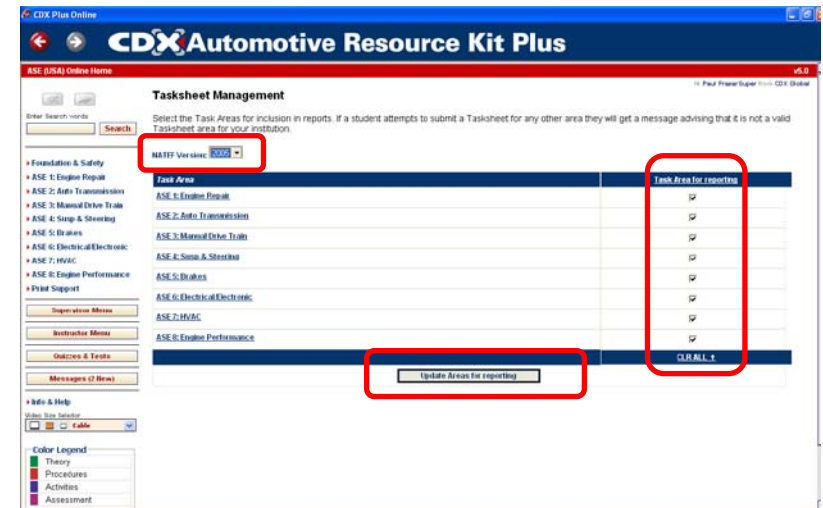 CDX Plus Online
CDX Automotive Resource Kit Plus
ASE (USA) Online Home
v5.0
Hi Paul Fraser Super from CDX Global
Tasksheet Management
Select the Task Areas for inclusion in reports. If a student attempts to submit a Tasksheet for any other area they will get a message advising that it is not a valid
Tasksheet area for your institution.
NATEF Version: 2005
Task Area
Task Area for reporting
ASE 1: Engine Repair
ASE 2: Auto Transmission
ASE 3: Manual Drive Train
ASE 4: Susp & Steering
ASE 5: Brakes
ASE 6: Electrical Electronic
ASE 7: HVAC
ASE 8: Engine Performance
CLR ALL ↑
Update Areas for reporting
Enter Search words
Search
Foundation & Safety
ASE 1: Engine Repair
ASE 2: Auto Transmission
ASE 3: Manual Drive Train
ASE 4: Susp & Steering
ASE 5: Brakes
ASE 6: Electrical Electronic
ASE 7: HVAC
ASE 8: Engine Performance
Print Support
Supervisor Menu
Instructor Menu
Quizzes & Tests
Messages (2 New)
Info & Help
Video Size Selector
Cable
Color Legend
Theory
Procedures
Activities
Assessment